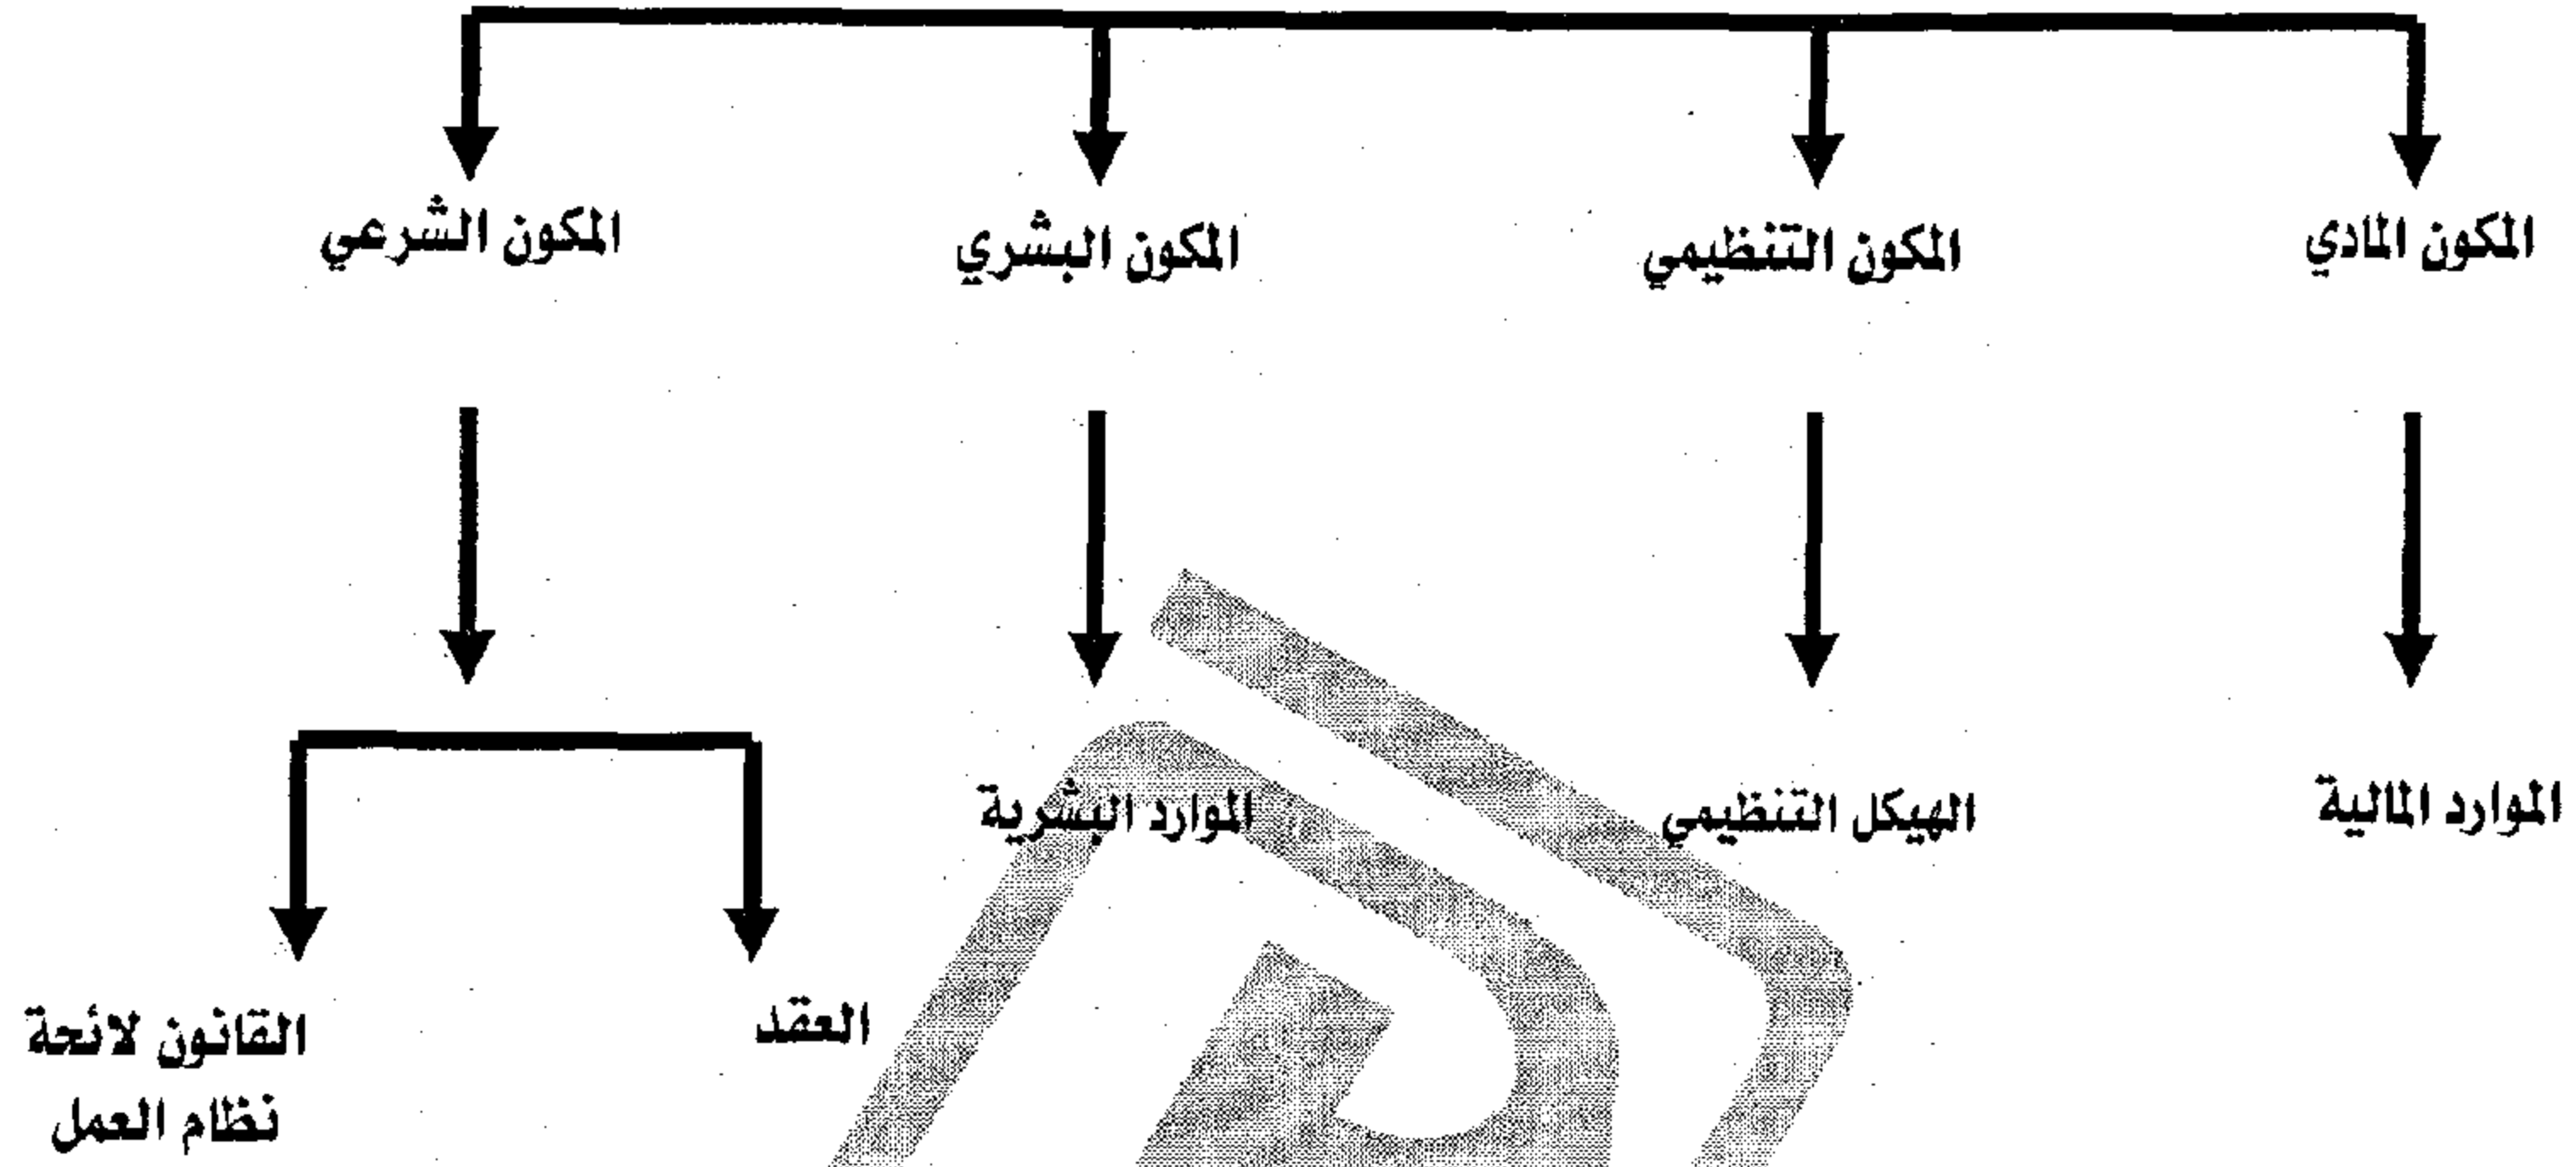 المكون المادي
المكون التنظيمي
المكون البشري
المكون الشرعي
الموارد المالية
الهيكل التنظيمي
الموارد البشرية
العقد
القانون لائحة
نظام العمل